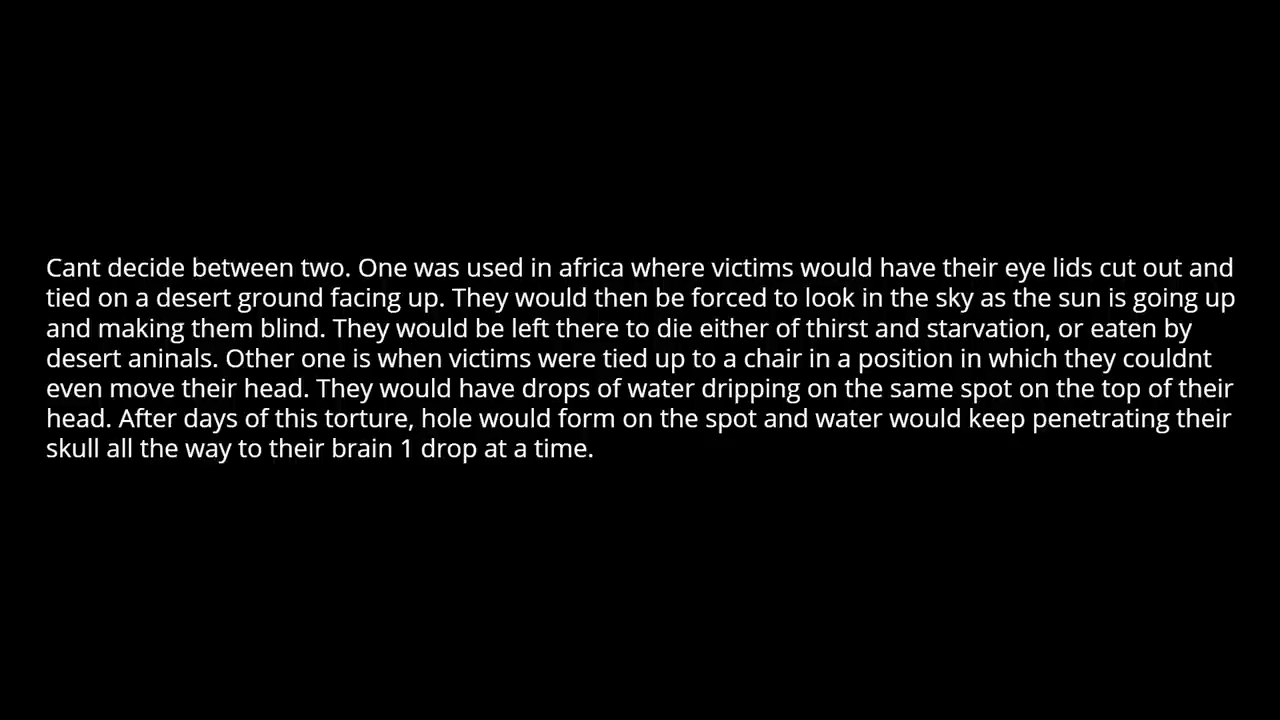 Cant decide between two. One was used in africa where victims would have their eye lids cut out and
tied on a desert ground facing up. They would then be forced to look in the sky as the sun is going up
and making them blind. They would be left there to die either of thirst and starvation, or eaten by
desert aninals. Other one is when victims were tied up to a chair in a position in which they couldnt
even move their head. They would have drops of water dripping on the same spot on the top of their
head. After days of this torture, hole would form on the spot and water would keep penetrating their
skull all the way to their brain 1 drop at a time.